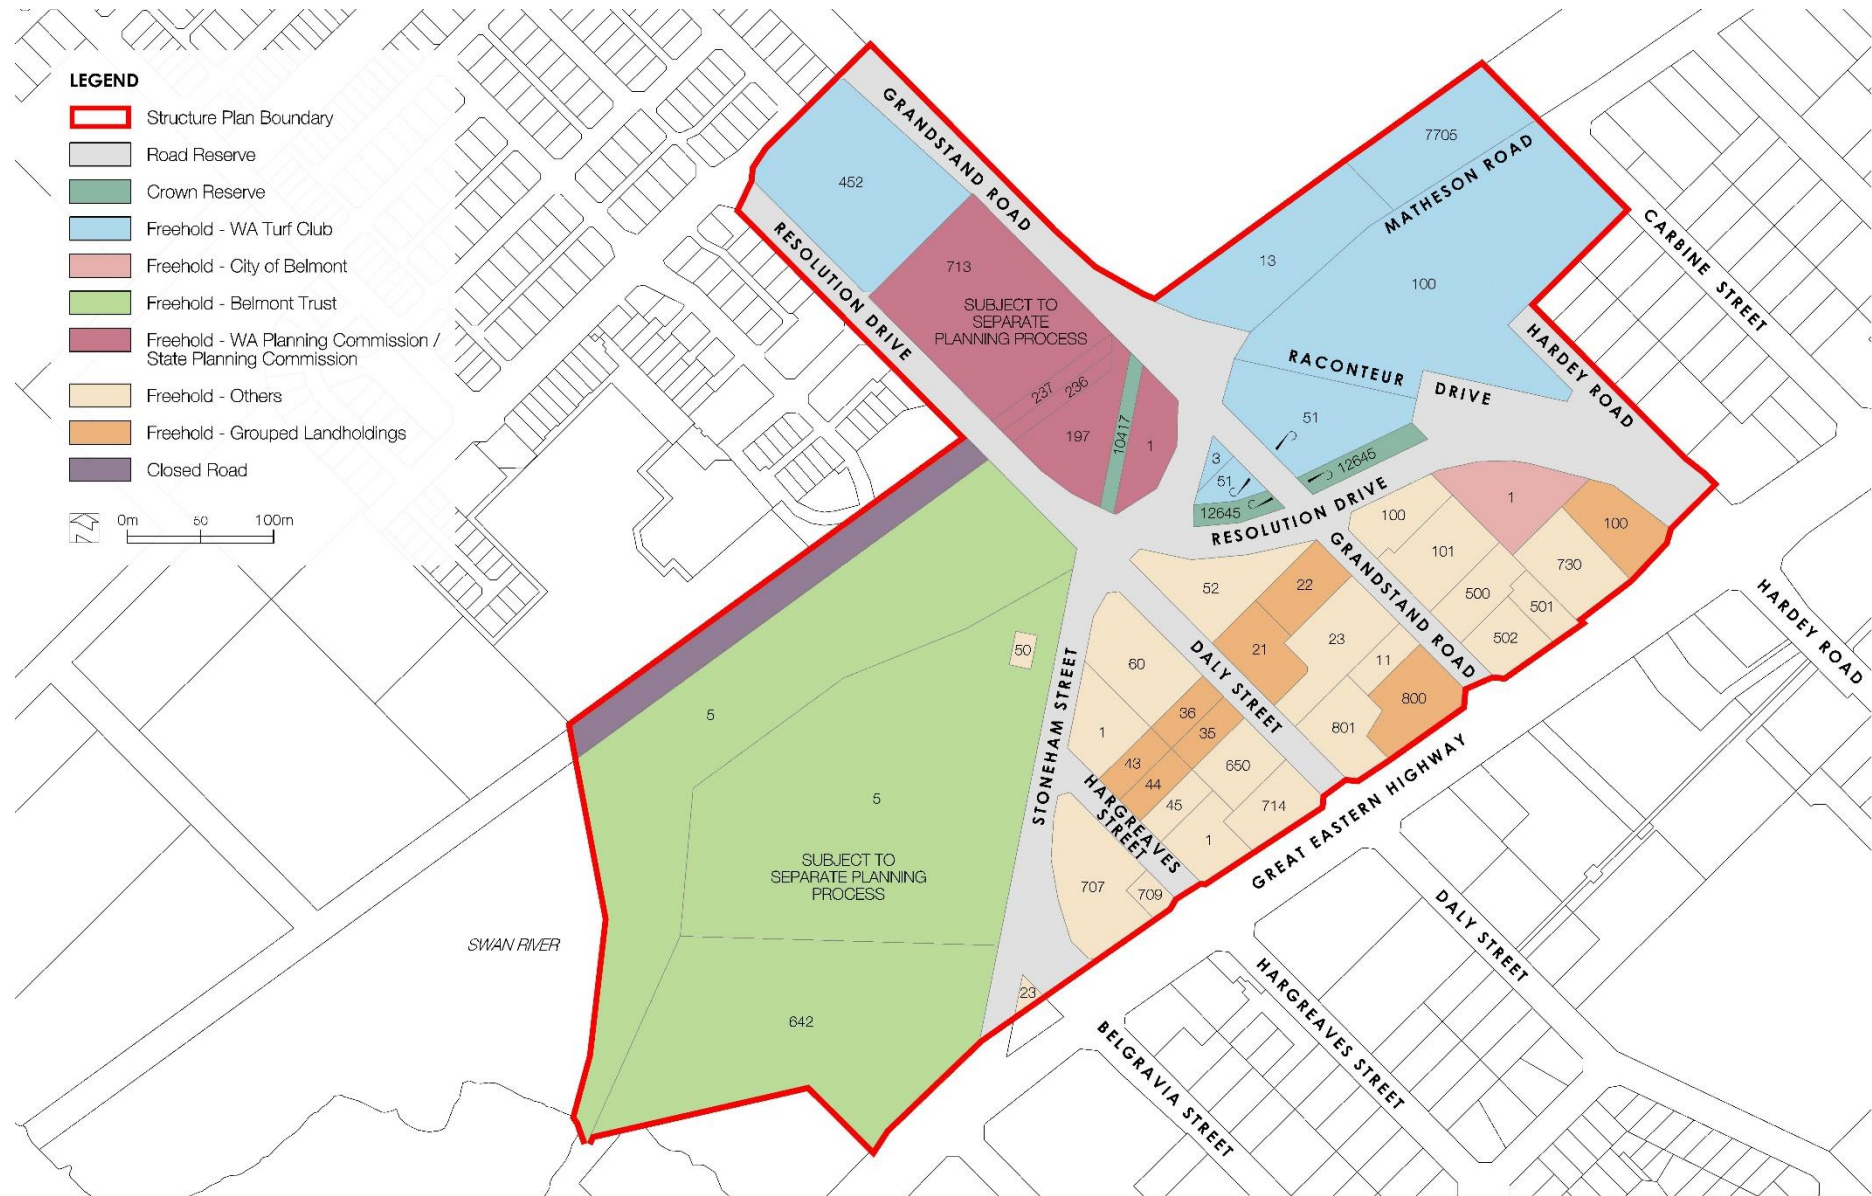 LEGEND
Structure Plan Boundary
Road Reserve
Crown Reserve
Freehold - WA Turf Club
Freehold - City of Belmont
Freehold - Belmont Trust
Freehold - WA Planning Commission /
State Planning Commission
Freehold - Others
Freehold - Grouped Landholdings
Closed Road
0m 50 100m
GRANDSTAND ROAD
452
RESOLUTION DRIVE
713
SUBJECT TO
SEPARATE
PLANNING PROCESS
237
236
197
10417
1
7705
MATHESON ROAD
13
100
CARBINE STREET
HARDEY ROAD
RACONTEUR
DRIVE
51
3
51
12645
12645
RESOLUTION DRIVE
1
100
100
101
730
500
501
502
GRANDSTAND ROAD
HARDEY ROAD
52
22
21
23
11
800
801
DALY STREET
50
60
1
36
35
43
44
45
650
714
1
STONEHAM STREET
HARGREAVES
STREET
707
709
GREAT EASTERN HIGHWAY
5
5
SUBJECT TO
SEPARATE PLANNING
PROCESS
SWAN RIVER
642
23
DALY STREET
HARGREAVES STREET
BELGRAVIA STREET